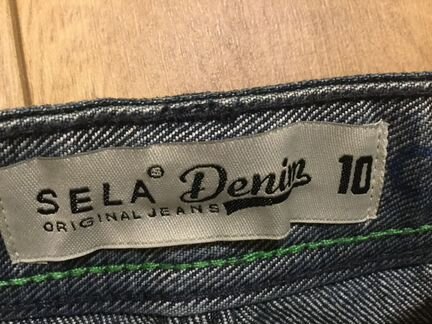 SELA® Denim 10
ORIGINAL JEANS